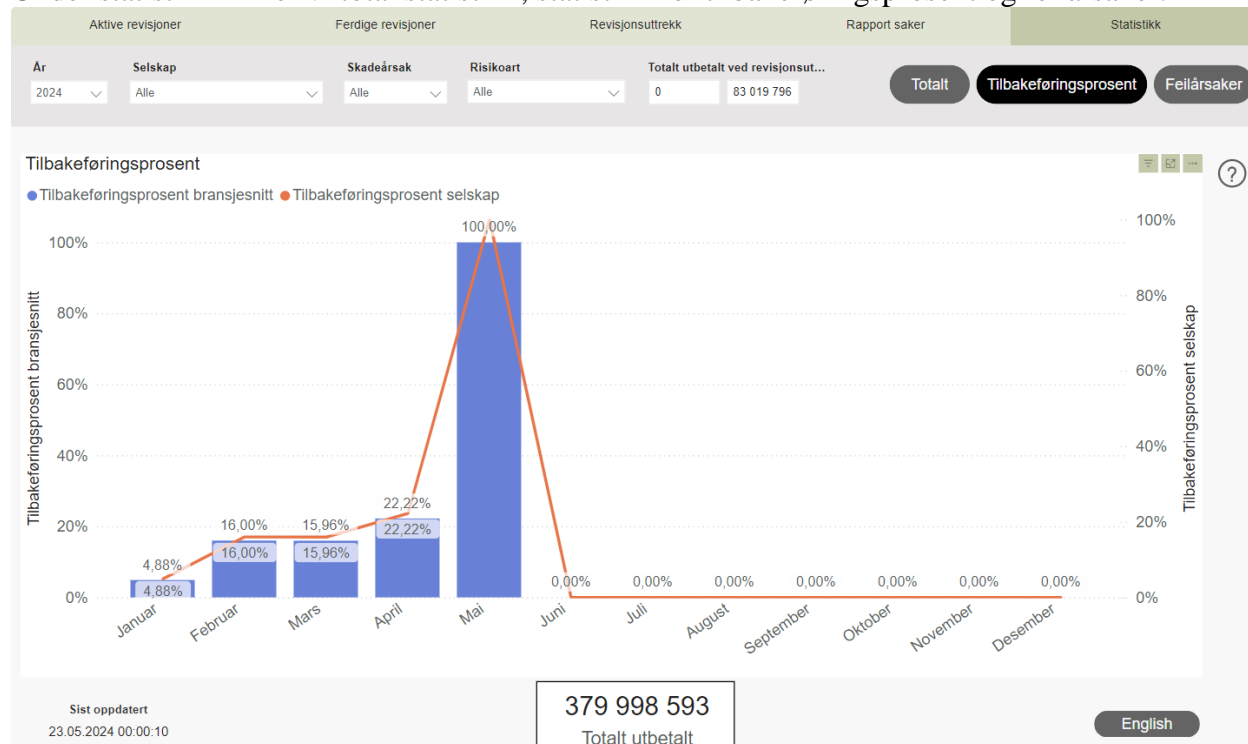 Aktive revisjoner Ferdige revisjoner Revisjonsuttrekk Rapport saker Statistikk
År Selskap Skadeårsak Risikoart Totalt utbetalt ved revisjonsut...
2024 Alle Alle Alle 0 83 019 796
Totalt Tilbakeføringsprosent Feilårsaker
Tilbakeføringsprosent
?
Tilbakeføringsprosent bransjesnitt Tilbakeføringsprosent selskap
Tilbakeføringsprosent bransjesnitt
100%
80%
60%
40%
20%
0%
4,88% 16,00% 15,96% 22,22% 100,00% 0,00% 0,00% 0,00% 0,00% 0,00% 0,00% 0,00%
4,88% 16,00% 15,96% 22,22%
100%
80%
60%
40%
20%
0%
Tilbakeføringsprosent selskap
Januar Februar Mars April Mai Juni Juli August September Oktober November Desember
Sist oppdatert
23.05.2024 00:00:10
379 998 593
Totalt utbetalt
English